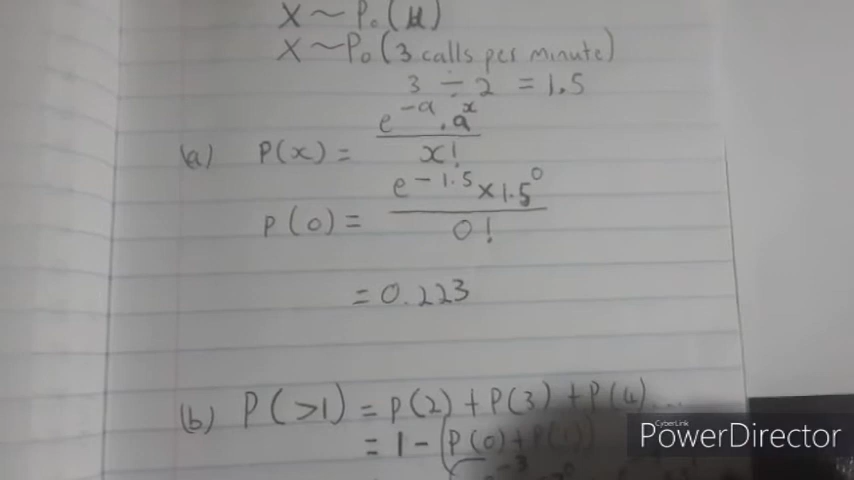 X ~ Po(μ)
X ~ Po(3 calls per minute)
3 ÷ 2 = 1.5
(a) P(x) = e^-a . a^x / x!
P(0) = e^-1.5 × 1.5^0 / 0!
= 0.223
(b) P(>1) = P(2) + P(3) + P(4)...
= 1 - (P(0) + P(1))
CyberLink
PowerDirector